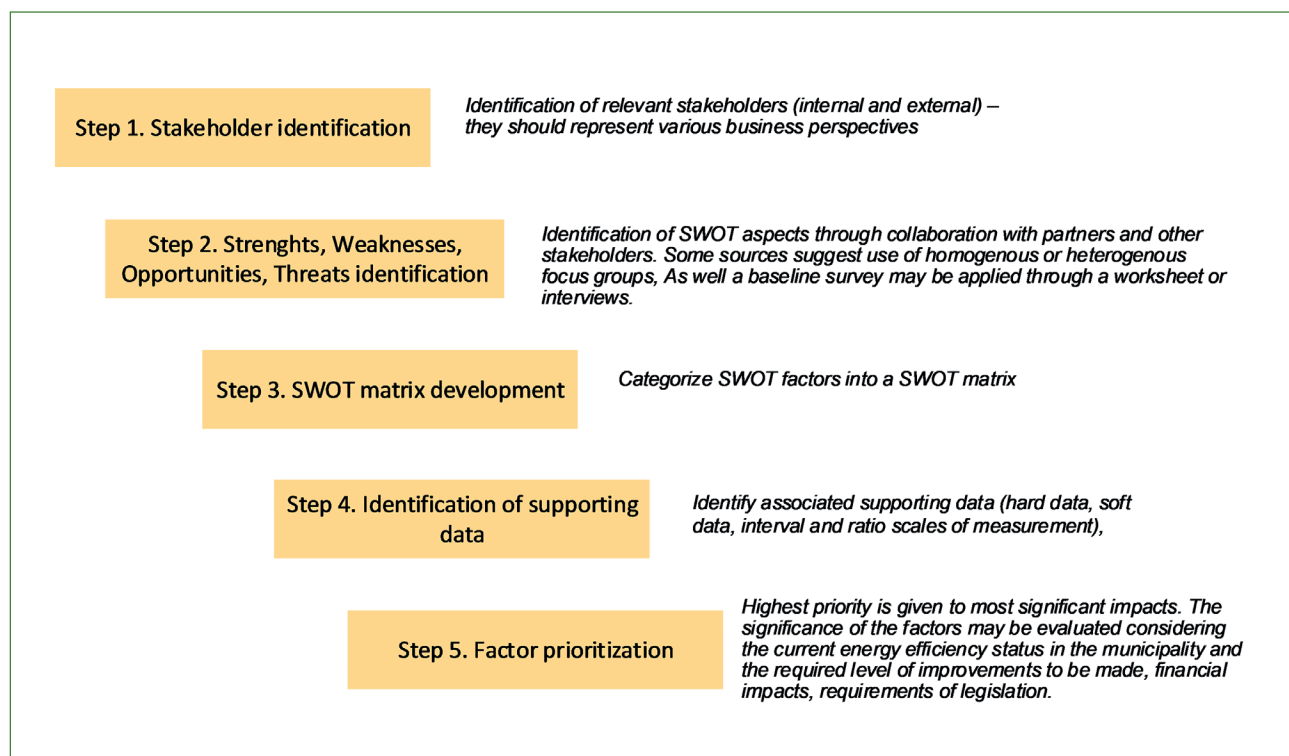 Step 1. Stakeholder identification
Identification of relevant stakeholders (internal and external) –
they should represent various business perspectives
Step 2. Strenghts, Weaknesses,
Opportunities, Threats identification
Identification of SWOT aspects through collaboration with partners and other
stakeholders. Some sources suggest use of homogenous or heterogenous
focus groups, As well a baseline survey may be applied through a worksheet or
interviews.
Step 3. SWOT matrix development
Categorize SWOT factors into a SWOT matrix
Step 4. Identification of supporting
data
Identify associated supporting data (hard data, soft
data, interval and ratio scales of measurement),
Step 5. Factor prioritization
Highest priority is given to most significant impacts. The
significance of the factors may be evaluated considering
the current energy efficiency status in the municipality and
the required level of improvements to be made, financial
impacts, requirements of legislation.